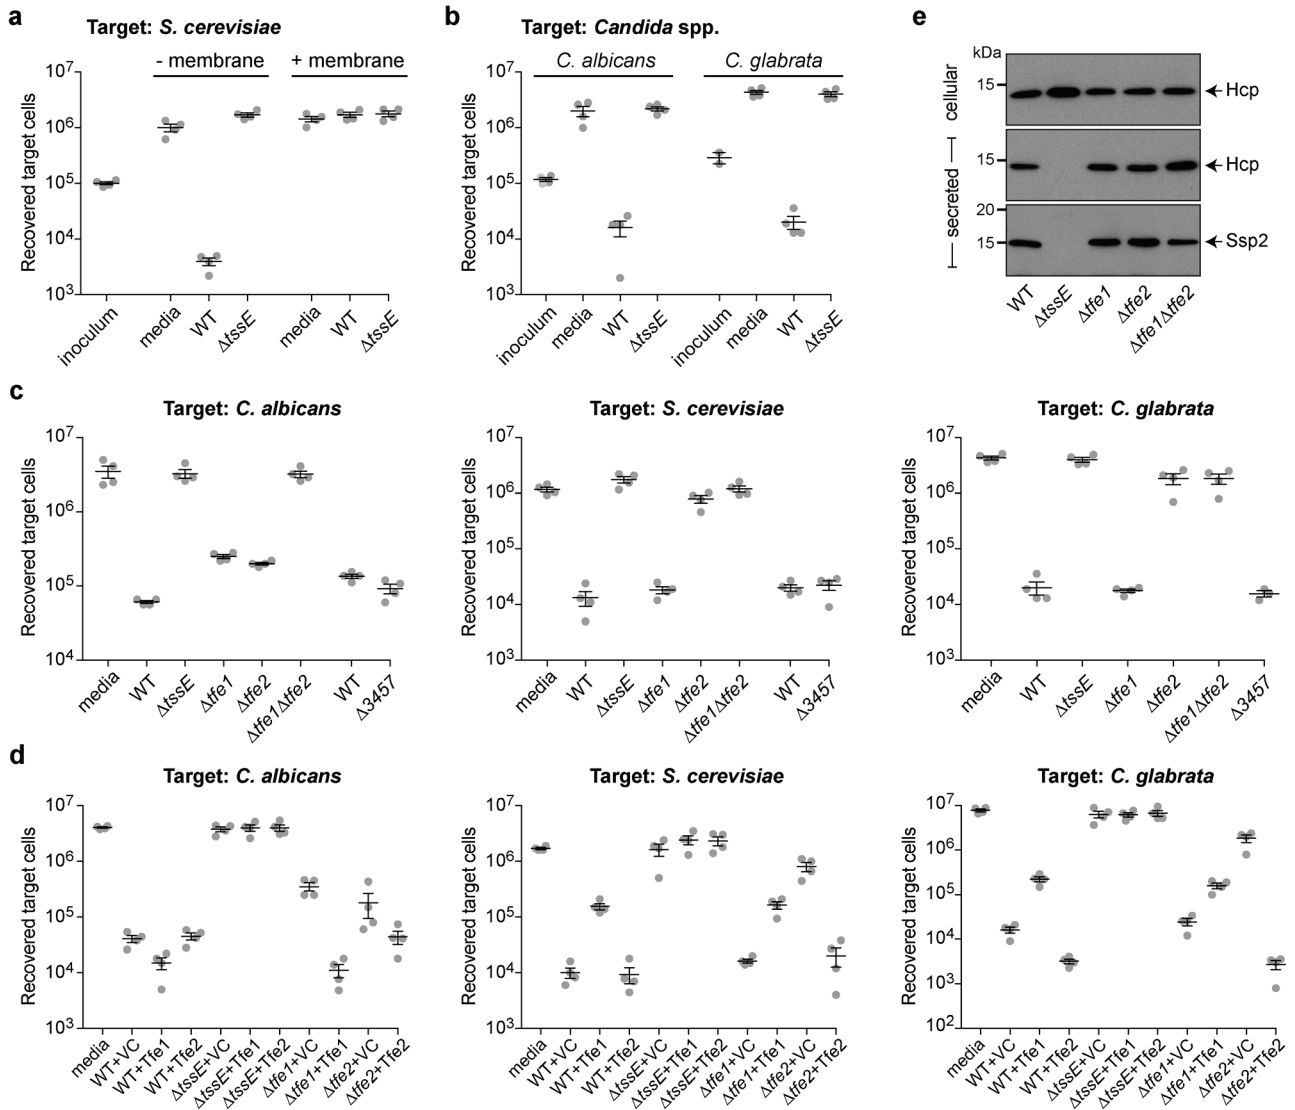 a
Target: S. cerevisiae
- membrane
+ membrane
Recovered target cells
10^7
10^6
10^5
10^4
10^3
inoculum
media
WT
ΔtssE
media
WT
ΔtssE
b
Target: Candida spp.
C. albicans
C. glabrata
Recovered target cells
10^7
10^6
10^5
10^4
10^3
inoculum
media
WT
ΔtssE
inoculum
media
WT
ΔtssE
e
kDa
cellular
15
Hcp
secreted
15
Hcp
20
15
Ssp2
WT
ΔtssE
Δtfe1
Δtfe2
Δtfe1Δtfe2
c
Target: C. albicans
Recovered target cells
10^7
10^6
10^5
10^4
media
WT
ΔtssE
Δtfe1
Δtfe2
Δtfe1Δtfe2
WT
Δ3457
Target: S. cerevisiae
Recovered target cells
10^7
10^6
10^5
10^4
10^3
media
WT
ΔtssE
Δtfe1
Δtfe2
Δtfe1Δtfe2
WT
Δ3457
Target: C. glabrata
Recovered target cells
10^7
10^6
10^5
10^4
10^3
media
WT
ΔtssE
Δtfe1
Δtfe2
Δtfe1Δtfe2
Δ3457
d
Target: C. albicans
Recovered target cells
10^7
10^6
10^5
10^4
10^3
media
WT+VC
WT+Tfe1
WT+Tfe2
ΔtssE+VC
ΔtssE+Tfe1
ΔtssE+Tfe2
Δtfe1+VC
Δtfe1+Tfe1
Δtfe2+VC
Δtfe2+Tfe2
Target: S. cerevisiae
Recovered target cells
10^7
10^6
10^5
10^4
10^3
media
WT+VC
WT+Tfe1
WT+Tfe2
ΔtssE+VC
ΔtssE+Tfe1
ΔtssE+Tfe2
Δtfe1+VC
Δtfe1+Tfe1
Δtfe2+VC
Δtfe2+Tfe2
Target: C. glabrata
Recovered target cells
10^7
10^6
10^5
10^4
10^3
10^2
media
WT+VC
WT+Tfe1
WT+Tfe2
ΔtssE+VC
ΔtssE+Tfe1
ΔtssE+Tfe2
Δtfe1+VC
Δtfe1+Tfe1
Δtfe2+VC
Δtfe2+Tfe2